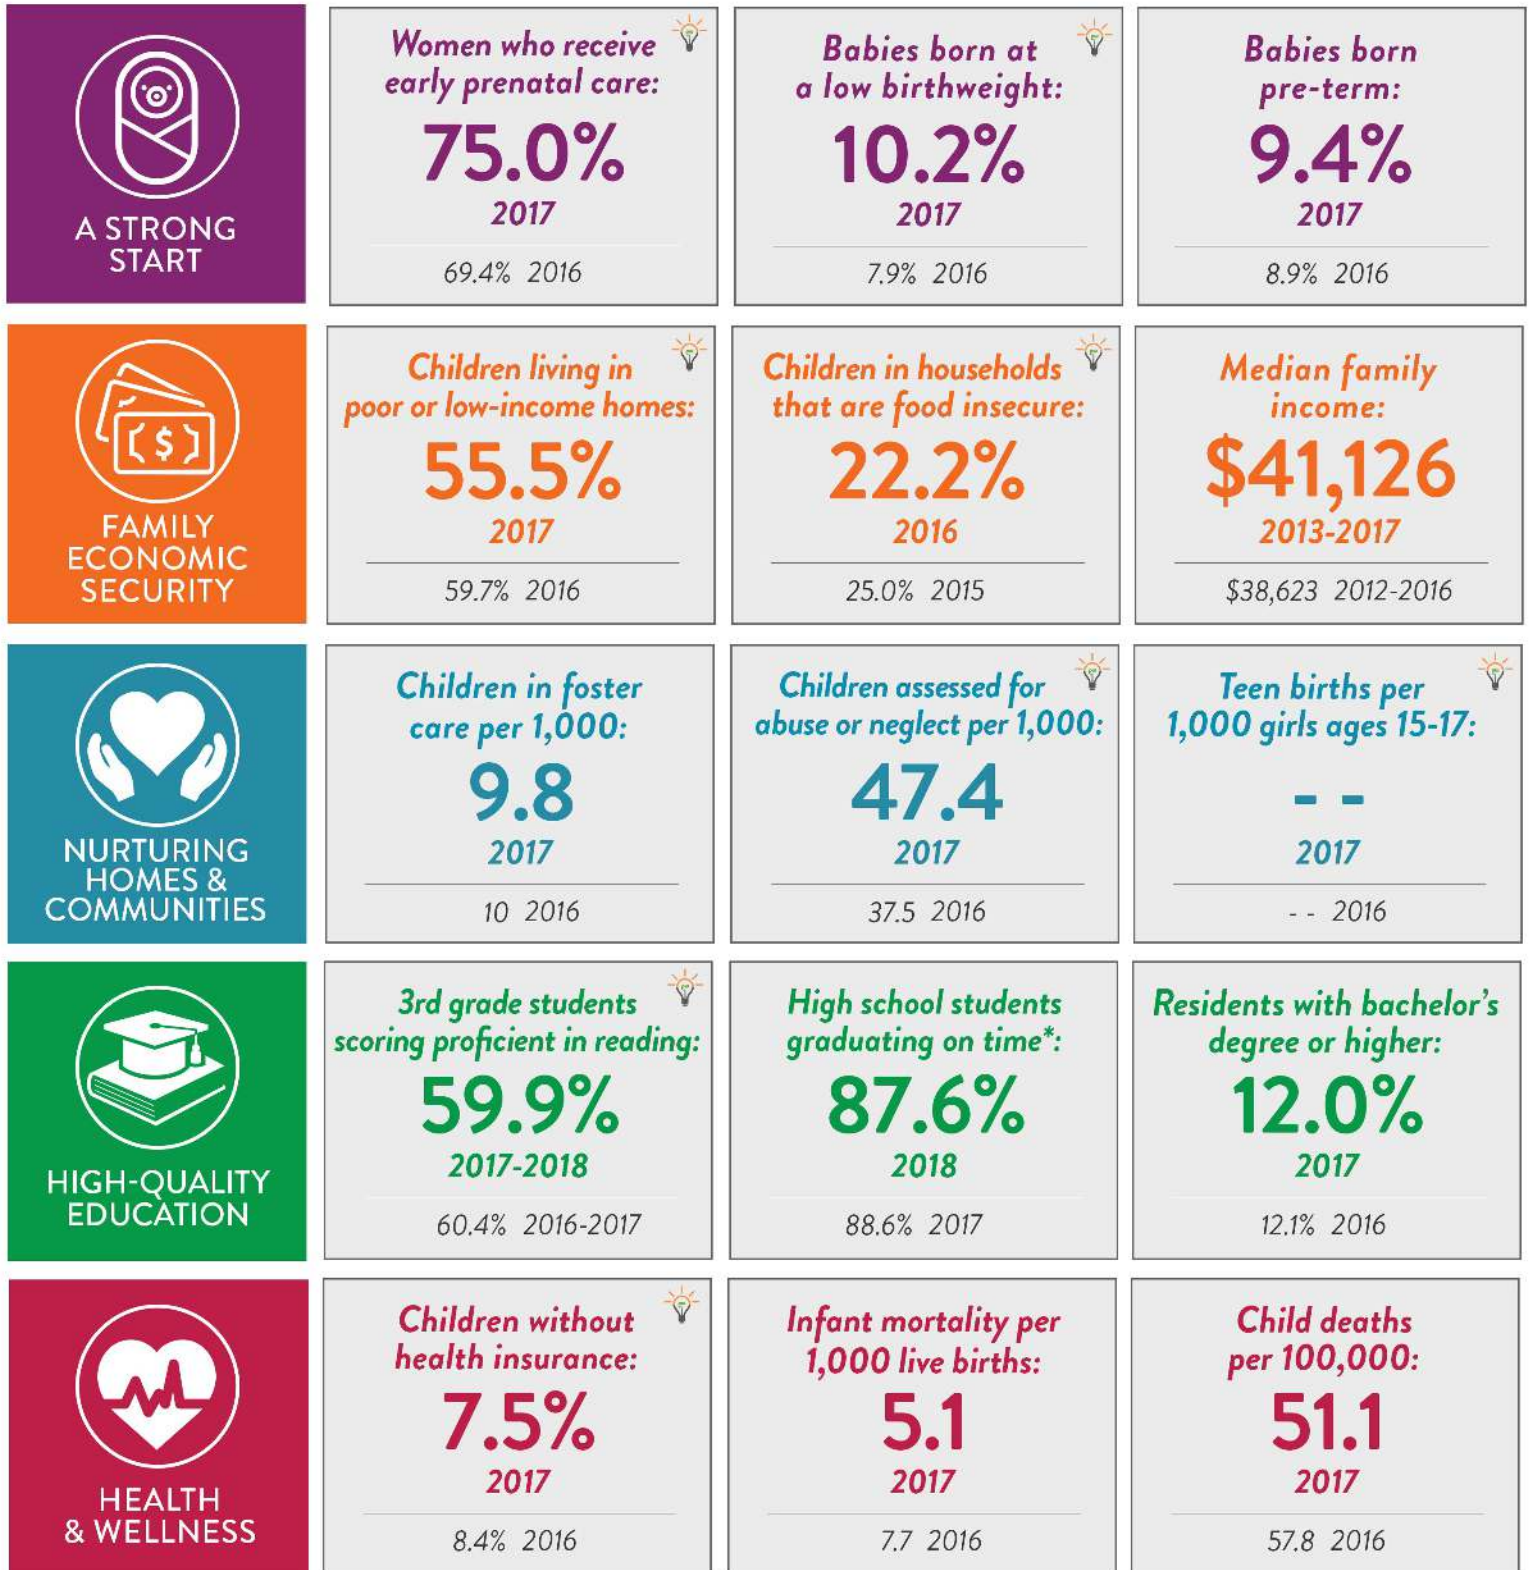 A STRONG
START
Women who receive
early prenatal care:
75.0%
2017
69.4% 2016
Babies born at
a low birthweight:
10.2%
2017
7.9% 2016
Babies born
pre-term:
9.4%
2017
8.9% 2016
FAMILY
ECONOMIC
SECURITY
Children living in
poor or low-income homes:
55.5%
2017
59.7% 2016
Children in households
that are food insecure:
22.2%
2016
25.0% 2015
Median family
income:
$41,126
2013-2017
$38,623 2012-2016
NURTURING
HOMES &
COMMUNITIES
Children in foster
care per 1,000:
9.8
2017
10 2016
Children assessed for
abuse or neglect per 1,000:
47.4
2017
37.5 2016
Teen births per
1,000 girls ages 15-17:
- -
2017
- - 2016
HIGH-QUALITY
EDUCATION
3rd grade students
scoring proficient in reading:
59.9%
2017-2018
60.4% 2016-2017
High school students
graduating on time*:
87.6%
2018
88.6% 2017
Residents with bachelor's
degree or higher:
12.0%
2017
12.1% 2016
HEALTH
& WELLNESS
Children without
health insurance:
7.5%
2017
8.4% 2016
Infant mortality per
1,000 live births:
5.1
2017
7.7 2016
Child deaths
per 100,000:
51.1
2017
57.8 2016